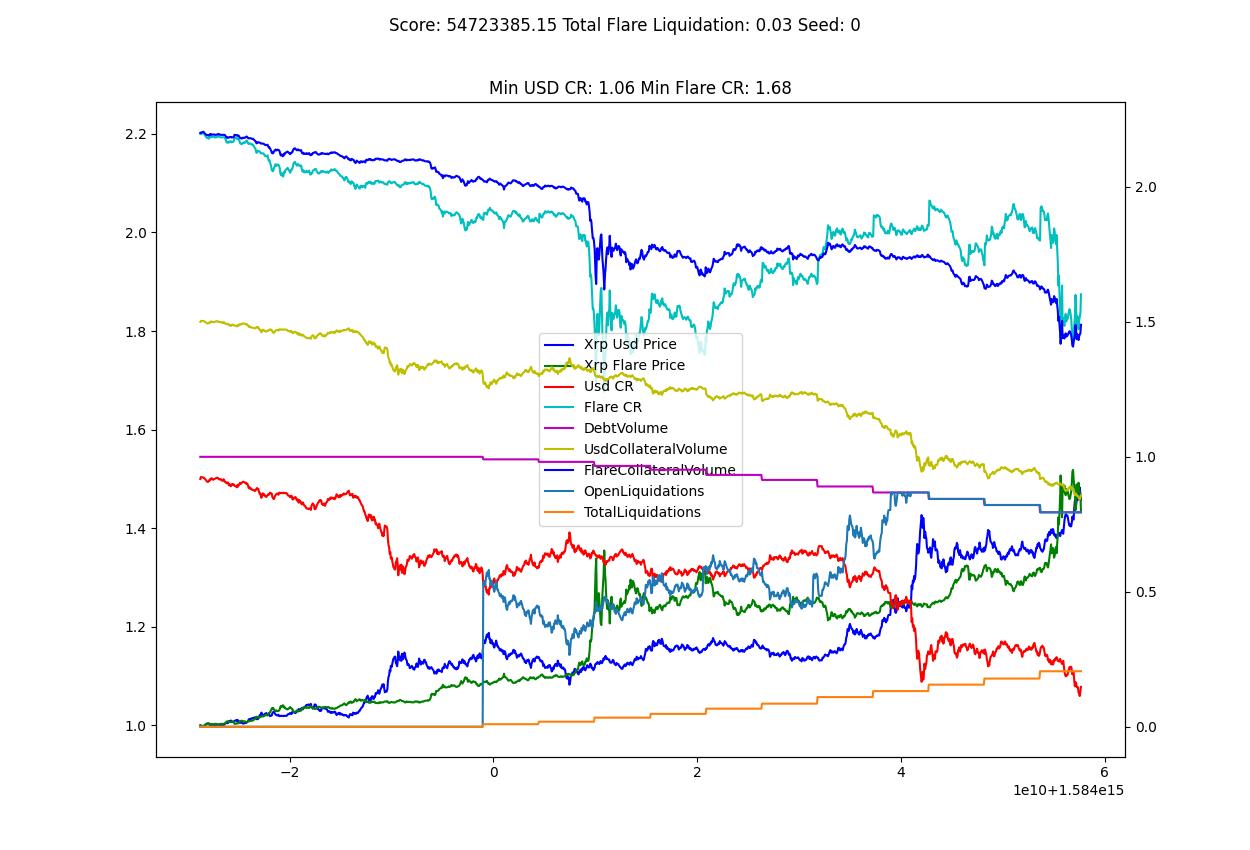 Score: 54723385.15 Total Flare Liquidation: 0.03 Seed: 0
Min USD CR: 1.06 Min Flare CR: 1.68
2.2
2.0
1.8
1.6
1.4
1.2
1.0
Xrp Usd Price
Xrp Flare Price
Usd CR
Flare CR
DebtVolume
UsdCollateralVolume
FlareCollateralVolume
OpenLiquidations
TotalLiquidations
2.0
1.5
1.0
0.5
0.0
−2 0 2 4 6
1e10+1.584e15